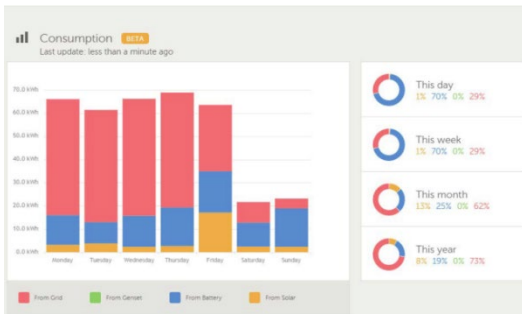 Consumption BETA
Last update: less than a minute ago
70.0 kWh
60.0 kWh
50.0 kWh
40.0 kWh
30.0 kWh
20.0 kWh
10.0 kWh
0.0 kWh
Monday Tuesday Wednesday Thursday Friday Saturday Sunday
From Grid From Genset From Battery From Solar
This day
1% 70% 0% 29%
This week
1% 70% 0% 29%
This month
13% 25% 0% 62%
This year
8% 19% 0% 73%